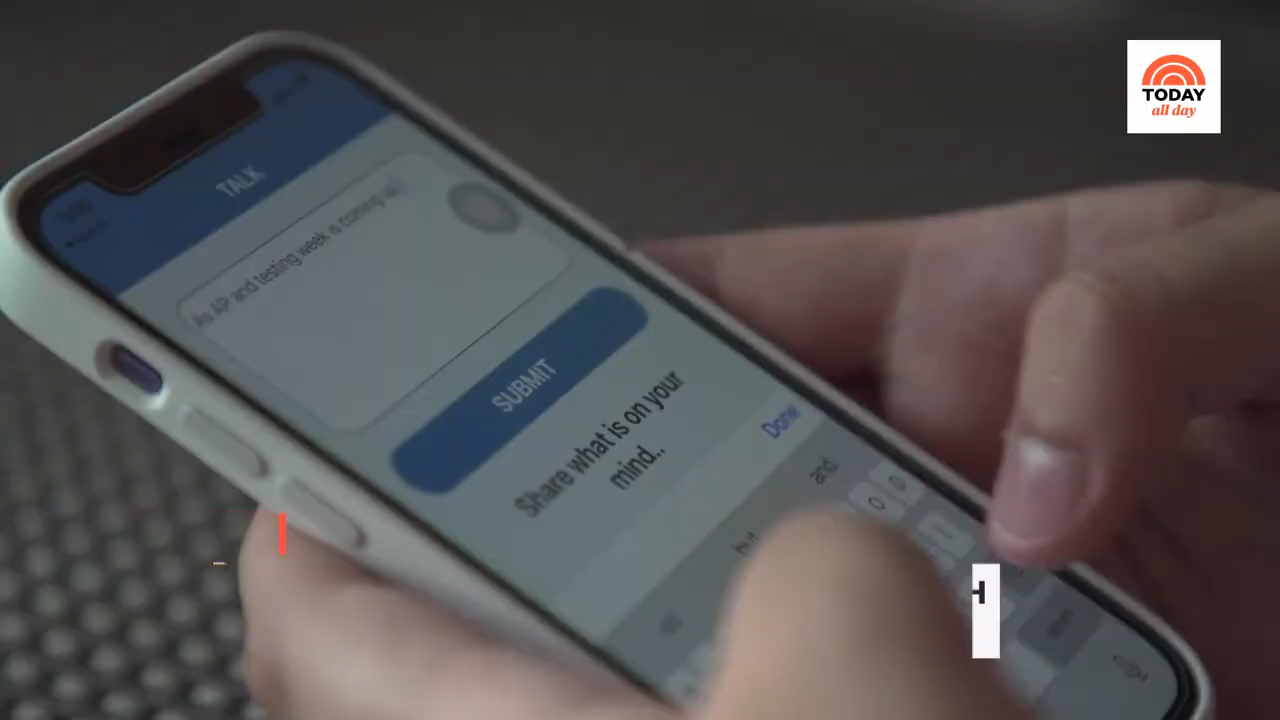 TODAY
all day
TALK
As AP and testing week is coming
SUBMIT
Share what is on your
mind..
Done
and
but
O
P